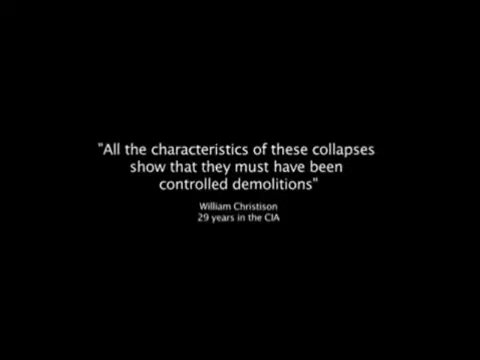 "All the characteristics of these collapses
show that they must have been
controlled demolitions"
William Christison
29 years in the CIA